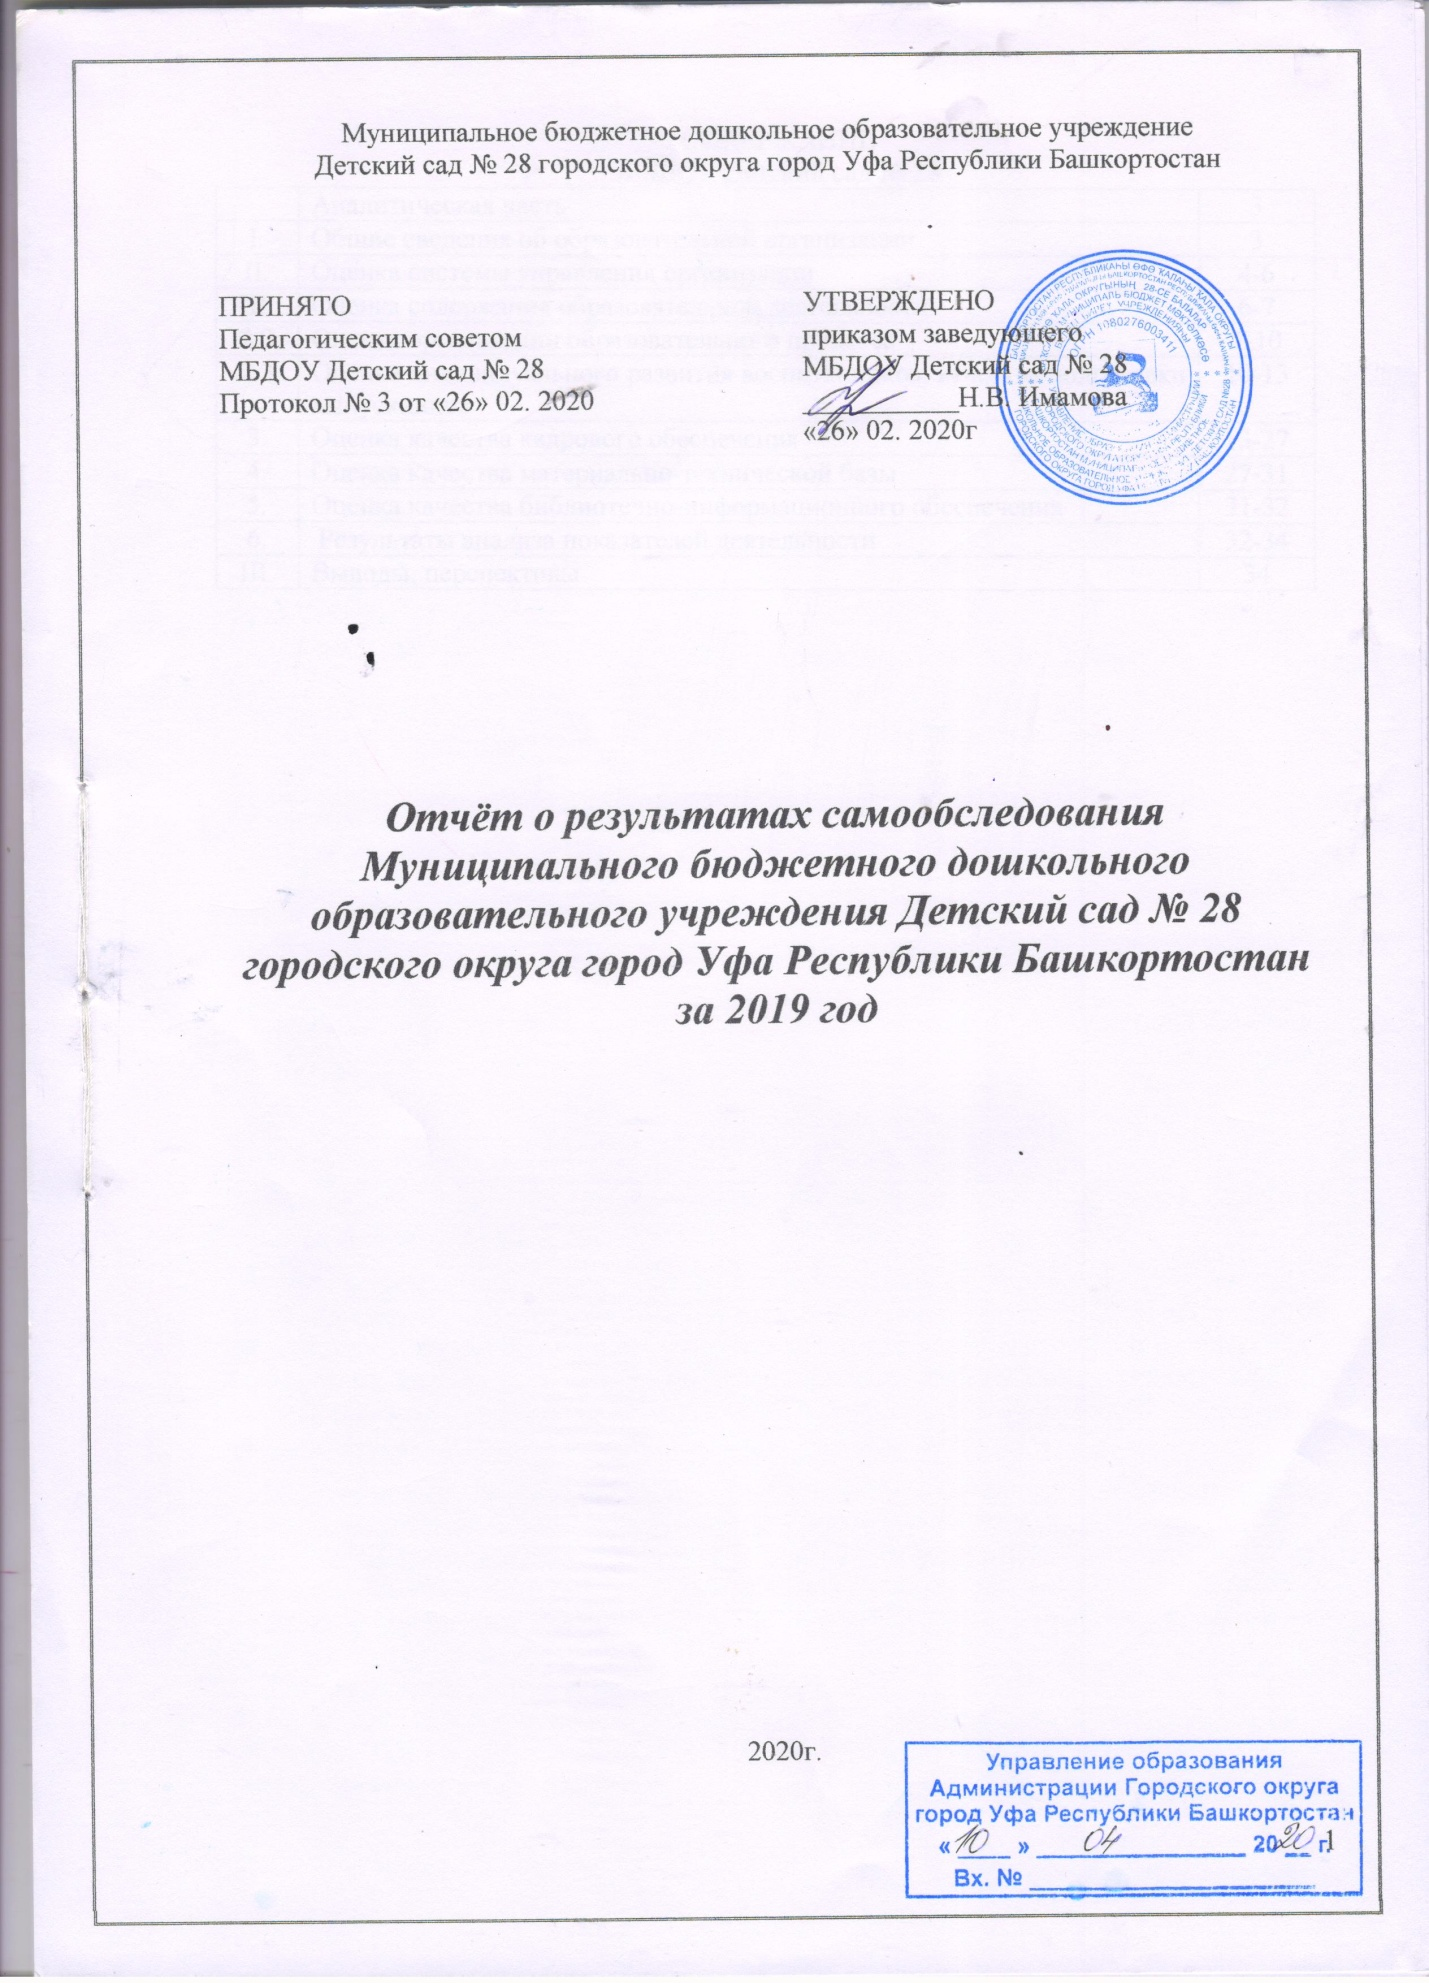 Муниципальное бюджетное дошкольное образовательное учреждение
Детский сад № 28 городского округа город Уфа Республики Башкортостан
ПРИНЯТО
Педагогическим советом
МБДОУ Детский сад № 28
Протокол № 3 от «26» 02. 2020
УТВЕРЖДЕНО
приказом заведующего
МБДОУ Детский сад № 28
____________Н.В. Имамова
«26» 02. 2020г
ОГРН 1080276003411
Отчёт о результатах самообследования
Муниципального бюджетного дошкольного
образовательного учреждения Детский сад № 28
городского округа город Уфа Республики Башкортостан
за 2019 год
2020г.
Управление образования
Администрации Городского округа
город Уфа Республики Башкортостан
« 10 » 04 2020 г.
Вх. №
1